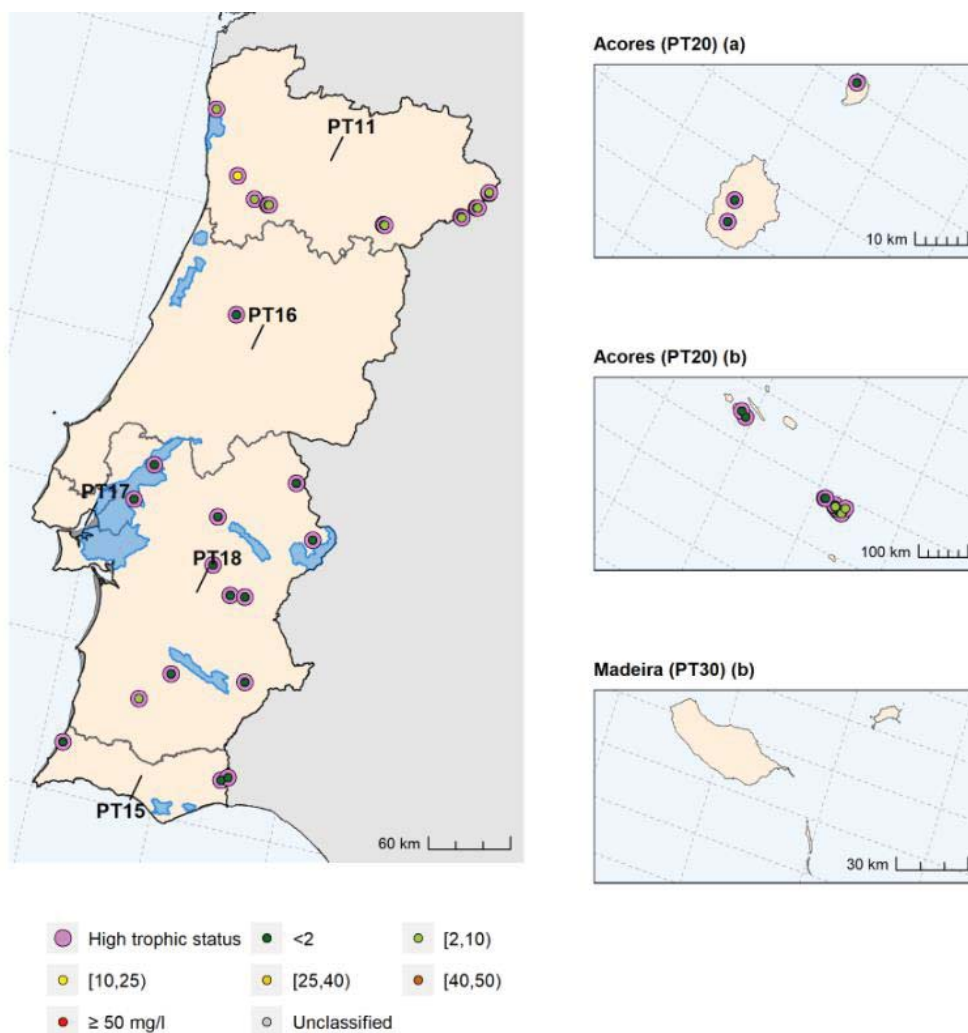 PT11
PT16
PT17
PT18
PT15
60 km
Acores (PT20) (a)
10 km
Acores (PT20) (b)
100 km
Madeira (PT30) (b)
30 km
High trophic status
<2
[2,10)
[10,25)
[25,40)
[40,50)
≥ 50 mg/l
Unclassified